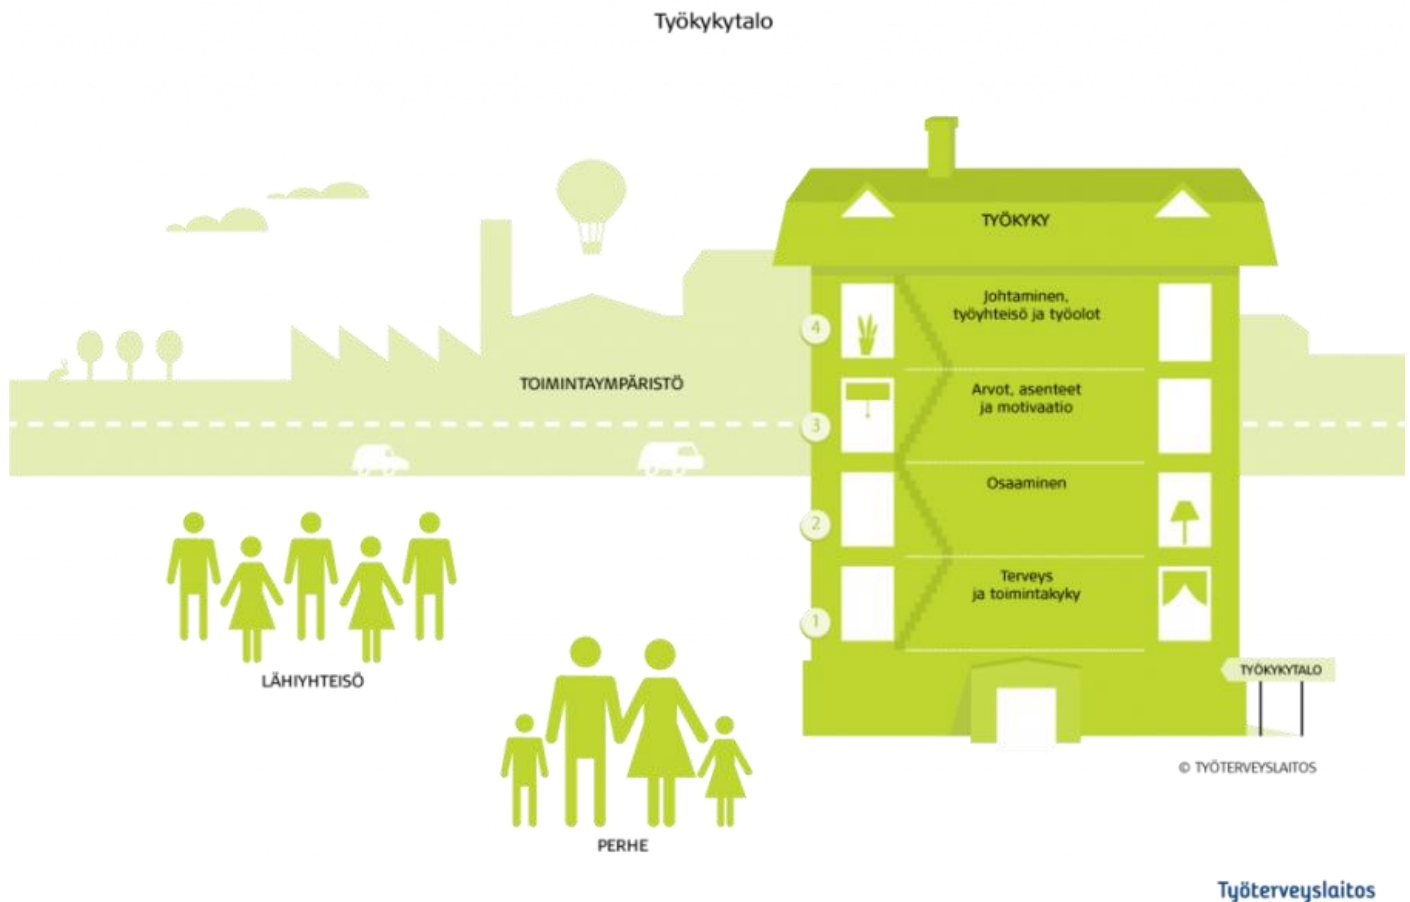 Työkykytalo
TYÖKYKY
4
Johtaminen,
työyhteisö ja työolot
TOIMINTAYMPÄRISTÖ
3
Arvot, asenteet
ja motivaatio
2
Osaaminen
1
Terveys
ja toimintakyky
TYÖKYKYTALO
LÄHIYHTEISÖ
© TYÖTERVEYSLAITOS
PERHE
Työterveyslaitos